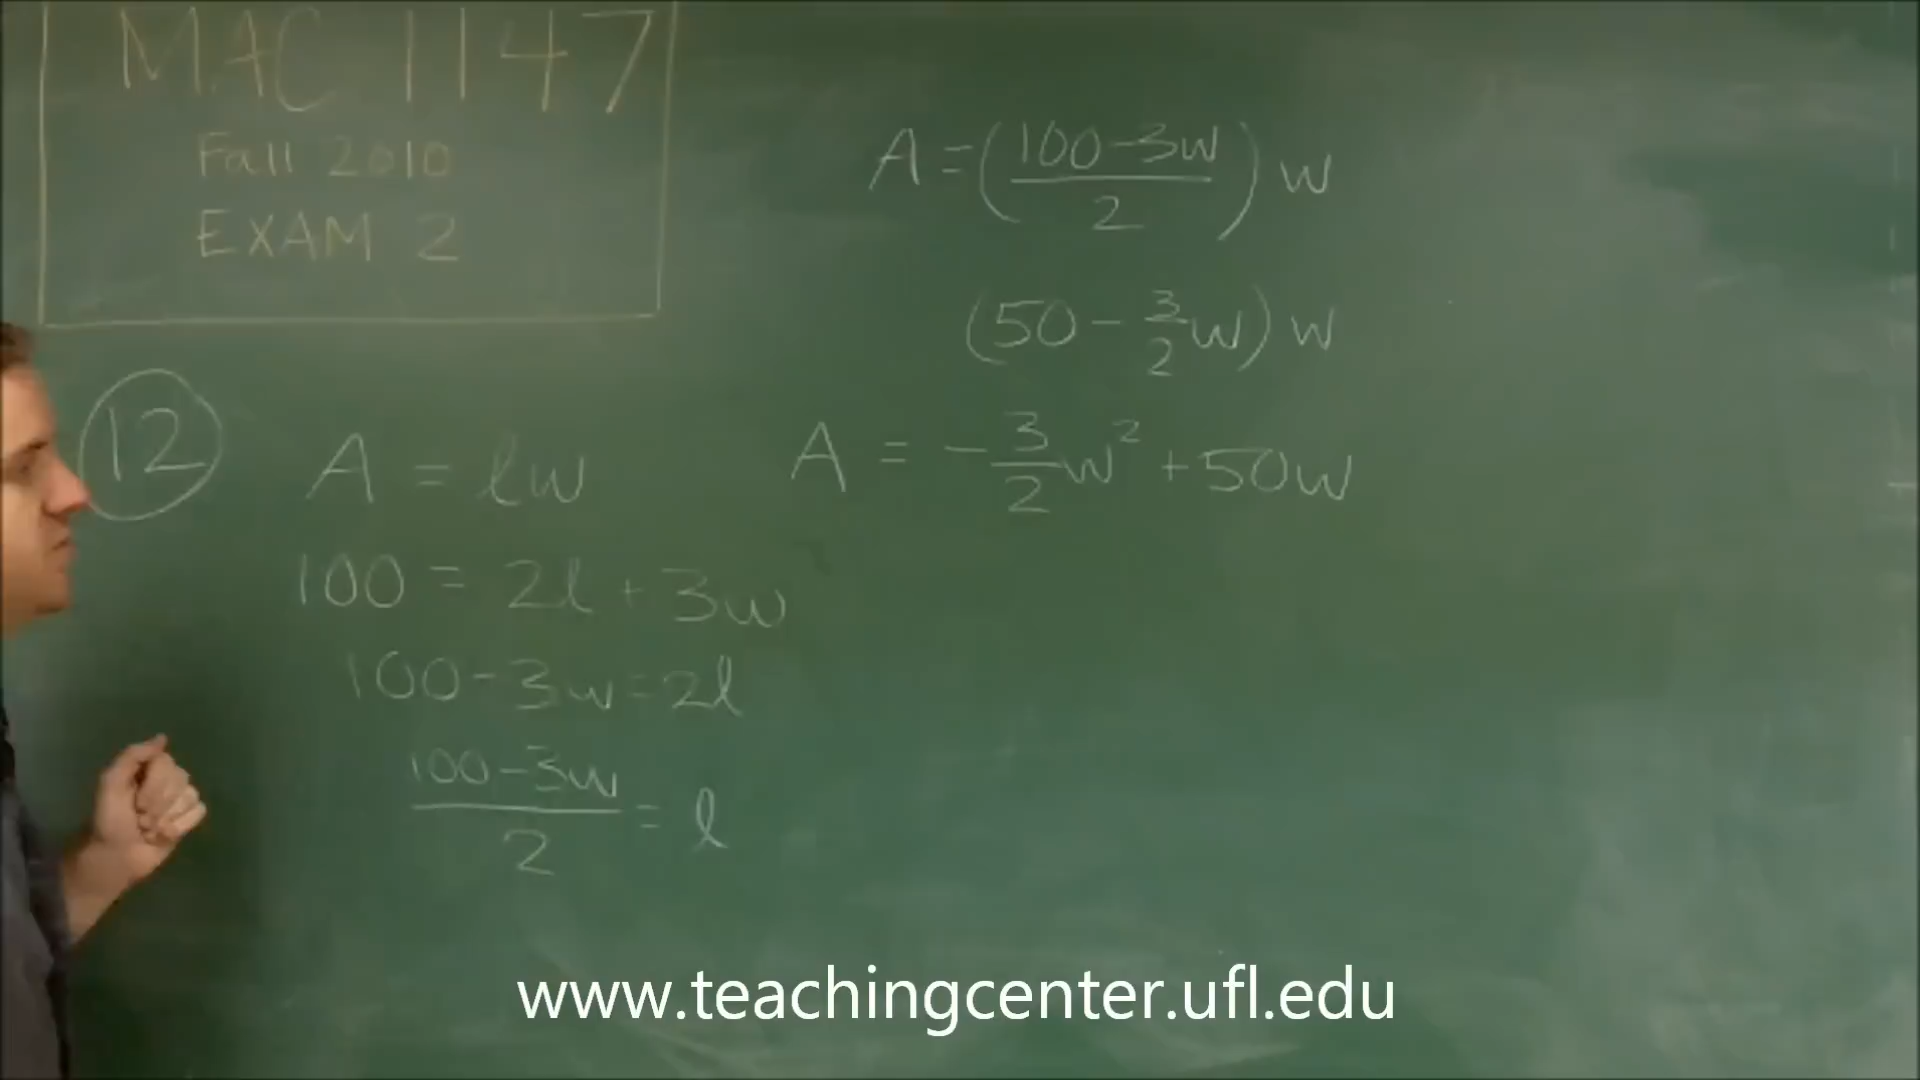 MAC 1147
Fall 2010
EXAM 2
12
A = lw
100 = 2l + 3w
100 - 3w = 2l
100 - 3w
2
= l
A = (100 - 3w / 2) w
(50 - 3/2 w) w
A = - 3/2 w² + 50w
www.teachingcenter.ufl.edu